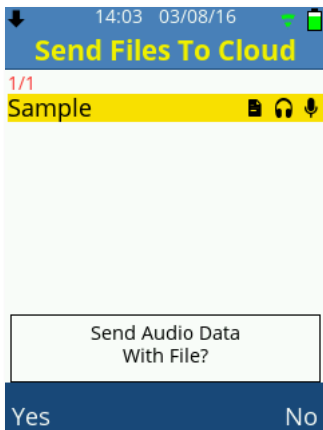 14:03 03/08/16
Send Files To Cloud
1/1
Sample
Send Audio Data
With File?
Yes No